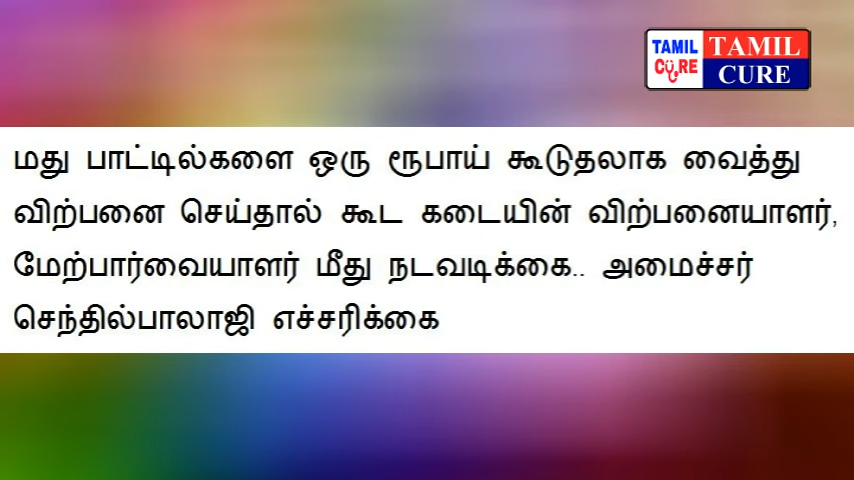 TAMIL
CURE
TAMIL
CURE
மது பாட்டில்களை ஒரு ரூபாய் கூடுதலாக வைத்து
விற்பனை செய்தால் கூட கடையின் விற்பனையாளர்,
மேற்பார்வையாளர் மீது நடவடிக்கை.. அமைச்சர்
செந்தில்பாலாஜி எச்சரிக்கை